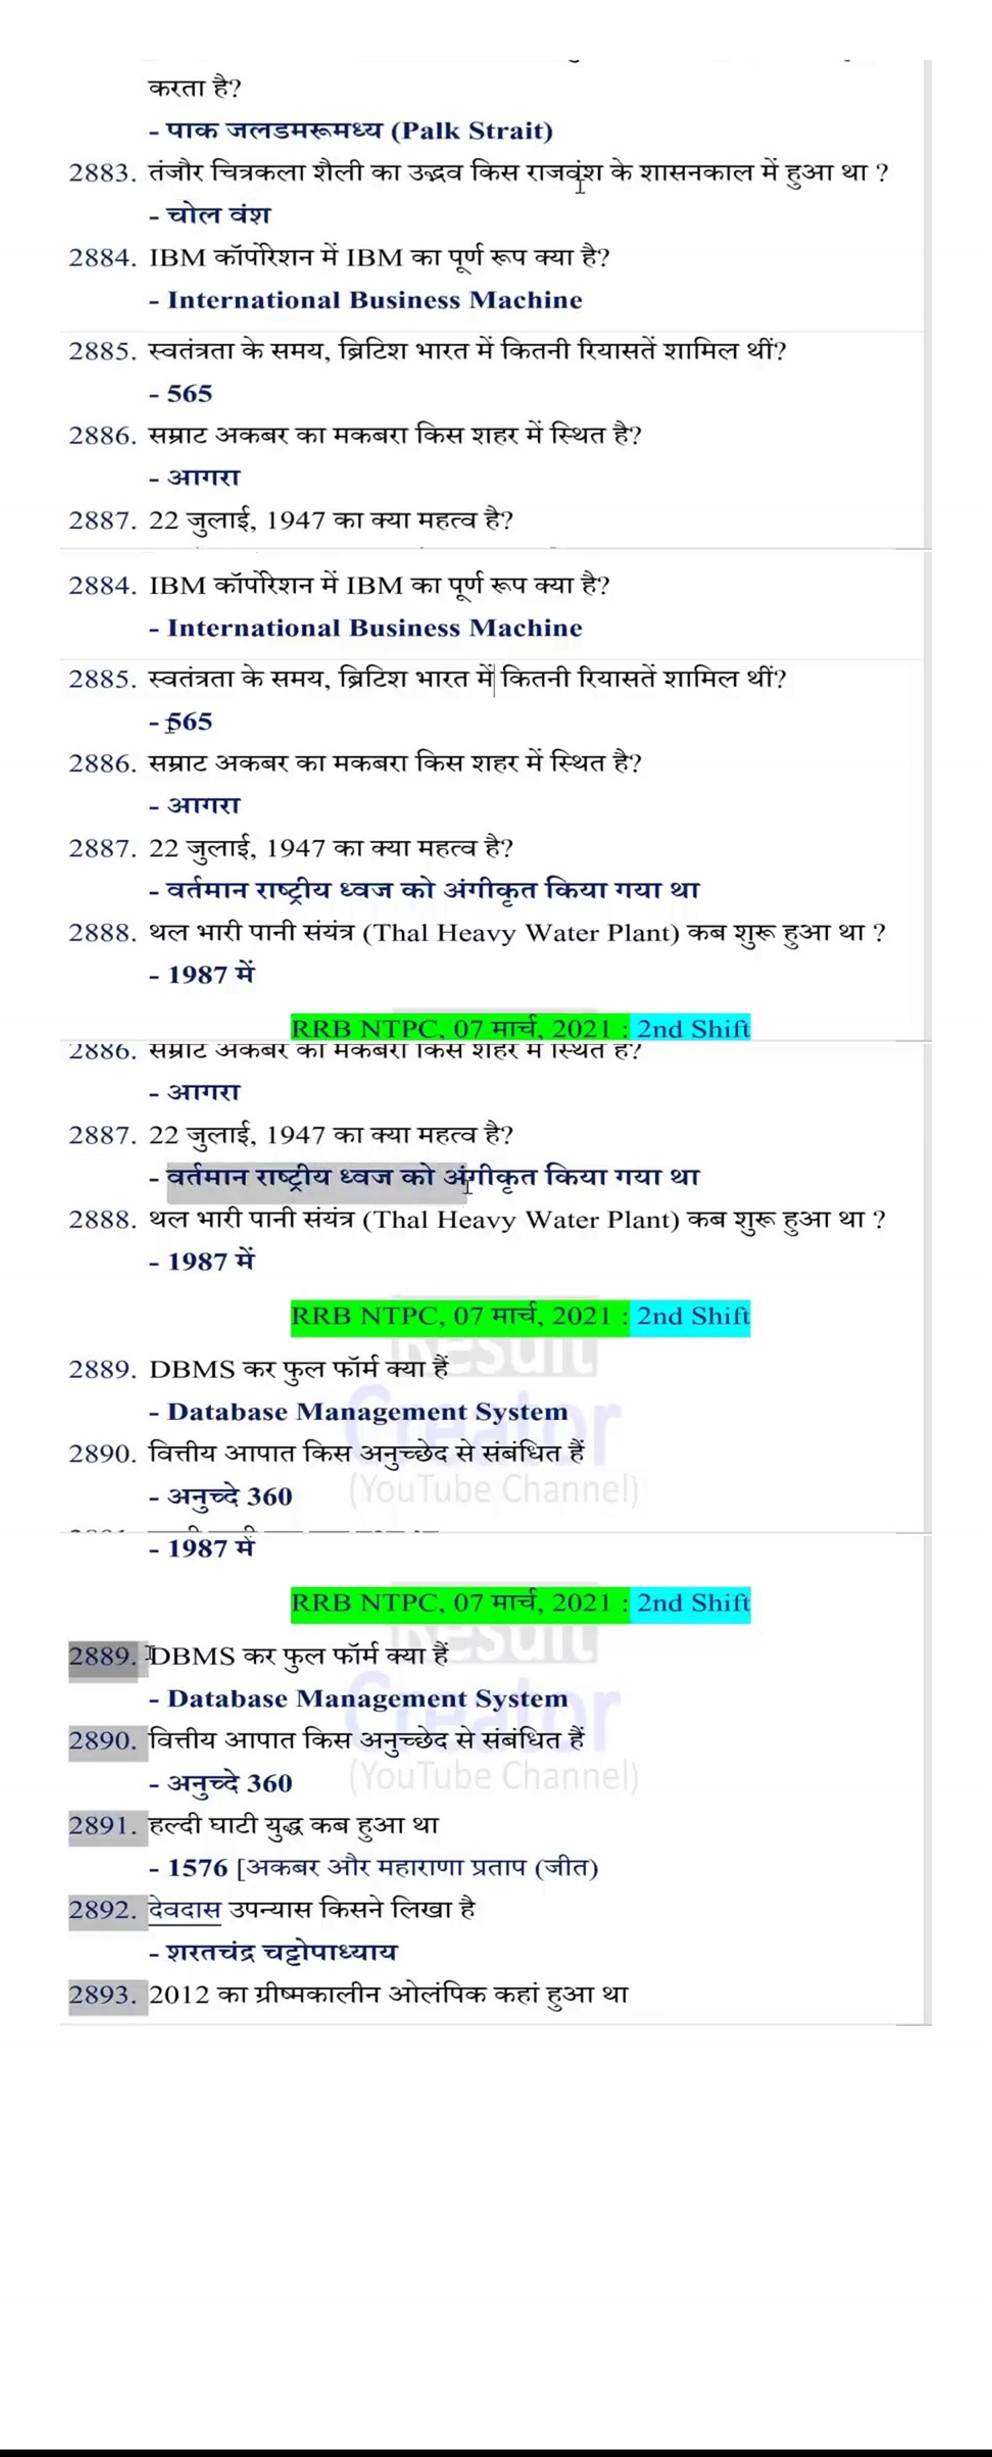 करता है?
- पाक जलडमरूमध्य (Palk Strait)
2883. तंजौर चित्रकला शैली का उद्भव किस राजवंश के शासनकाल में हुआ था ?
- चोल वंश
2884. IBM कॉर्पोरेशन में IBM का पूर्ण रूप क्या है?
- International Business Machine
2885. स्वतंत्रता के समय, ब्रिटिश भारत में कितनी रियासतें शामिल थीं?
- 565
2886. सम्राट अकबर का मकबरा किस शहर में स्थित है?
- आगरा
2887. 22 जुलाई, 1947 का क्या महत्व है?
2884. IBM कॉर्पोरेशन में IBM का पूर्ण रूप क्या है?
- International Business Machine
2885. स्वतंत्रता के समय, ब्रिटिश भारत में कितनी रियासतें शामिल थीं?
- 565
2886. सम्राट अकबर का मकबरा किस शहर में स्थित है?
- आगरा
2887. 22 जुलाई, 1947 का क्या महत्व है?
- वर्तमान राष्ट्रीय ध्वज को अंगीकृत किया गया था
2888. थल भारी पानी संयंत्र (Thal Heavy Water Plant) कब शुरू हुआ था ?
- 1987 में
RRB NTPC, 07 मार्च, 2021 : 2nd Shift
2886. सम्राट अकबर का मकबरा किस शहर में स्थित है?
- आगरा
2887. 22 जुलाई, 1947 का क्या महत्व है?
- वर्तमान राष्ट्रीय ध्वज को अंगीकृत किया गया था
2888. थल भारी पानी संयंत्र (Thal Heavy Water Plant) कब शुरू हुआ था ?
- 1987 में
RRB NTPC, 07 मार्च, 2021 : 2nd Shift
Result
2889. DBMS कर फुल फॉर्म क्या हैं
Creator
- Database Management System
2890. वित्तीय आपात किस अनुच्छेद से संबंधित हैं
- अनुच्दे 360
(YouTube Channel)
- 1987 में
RRB NTPC, 07 मार्च, 2021 : 2nd Shift
Result
2889. DBMS कर फुल फॉर्म क्या हैं
Creator
- Database Management System
2890. वित्तीय आपात किस अनुच्छेद से संबंधित हैं
- अनुच्दे 360
(YouTube Channel)
2891. हल्दी घाटी युद्ध कब हुआ था
- 1576 [अकबर और महाराणा प्रताप (जीत)
2892. देवदास उपन्यास किसने लिखा है
- शरतचंद्र चट्टोपाध्याय
2893. 2012 का ग्रीष्मकालीन ओलंपिक कहां हुआ था